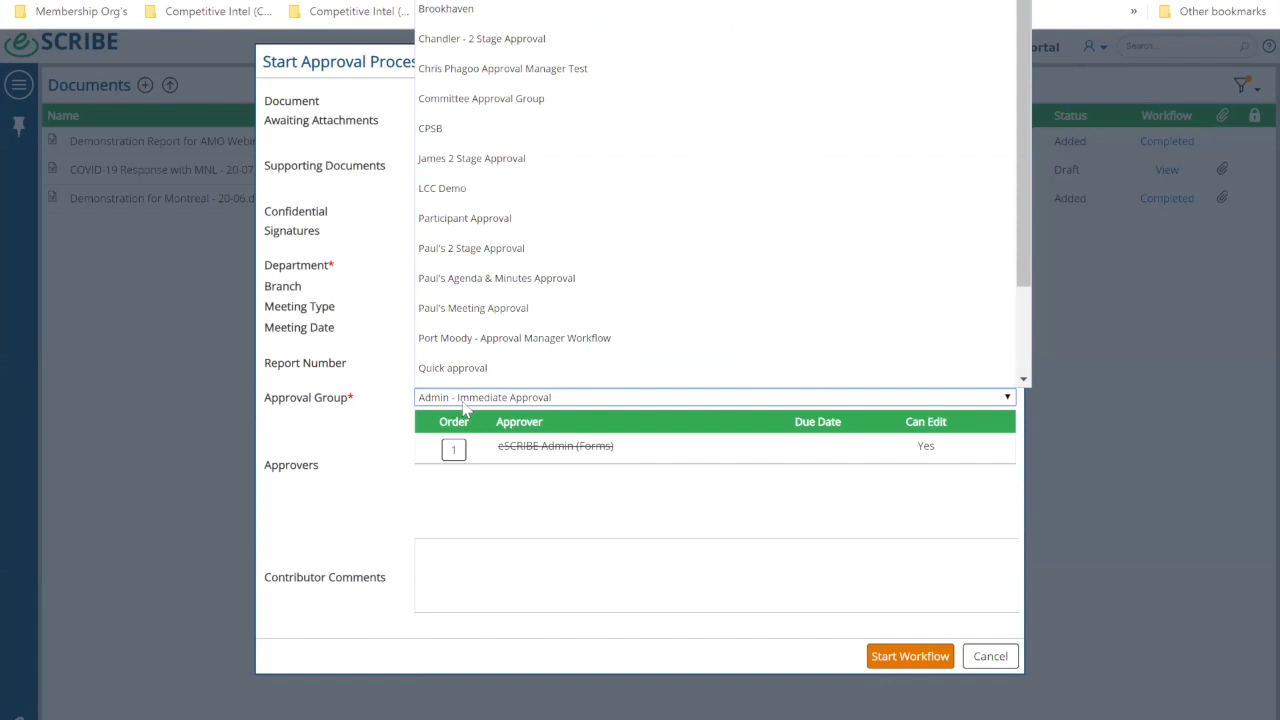 Membership Org's
Competitive Intel (C...
Competitive Intel (...
»
Other bookmarks
eSCRIBE
ortal
Search...
Documents
Name
Status
Workflow
Demonstration Report for AMO Webin
Added
Completed
COVID-19 Response with MNL - 20-07
Draft
View
Demonstration for Montreal - 20-06.d
Added
Completed
Start Approval Proces
Document
Awaiting Attachments
Supporting Documents
Confidential
Signatures
Department*
Branch
Meeting Type
Meeting Date
Report Number
Approval Group*
Brookhaven
Chandler - 2 Stage Approval
Chris Phagoo Approval Manager Test
Committee Approval Group
CPSB
James 2 Stage Approval
LCC Demo
Participant Approval
Paul's 2 Stage Approval
Paul's Agenda & Minutes Approval
Paul's Meeting Approval
Port Moody - Approval Manager Workflow
Quick approval
Admin - Immediate Approval
Order
Approver
Due Date
Can Edit
1
eSCRIBE Admin (Forms)
Yes
Approvers
Contributor Comments
Start Workflow
Cancel